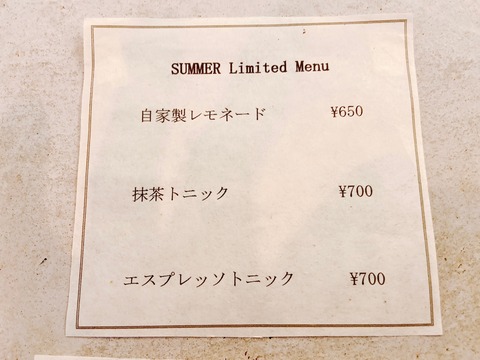 SUMMER Limited Menu
自家製レモネード ¥650
抹茶トニック ¥700
エスプレッソトニック ¥700